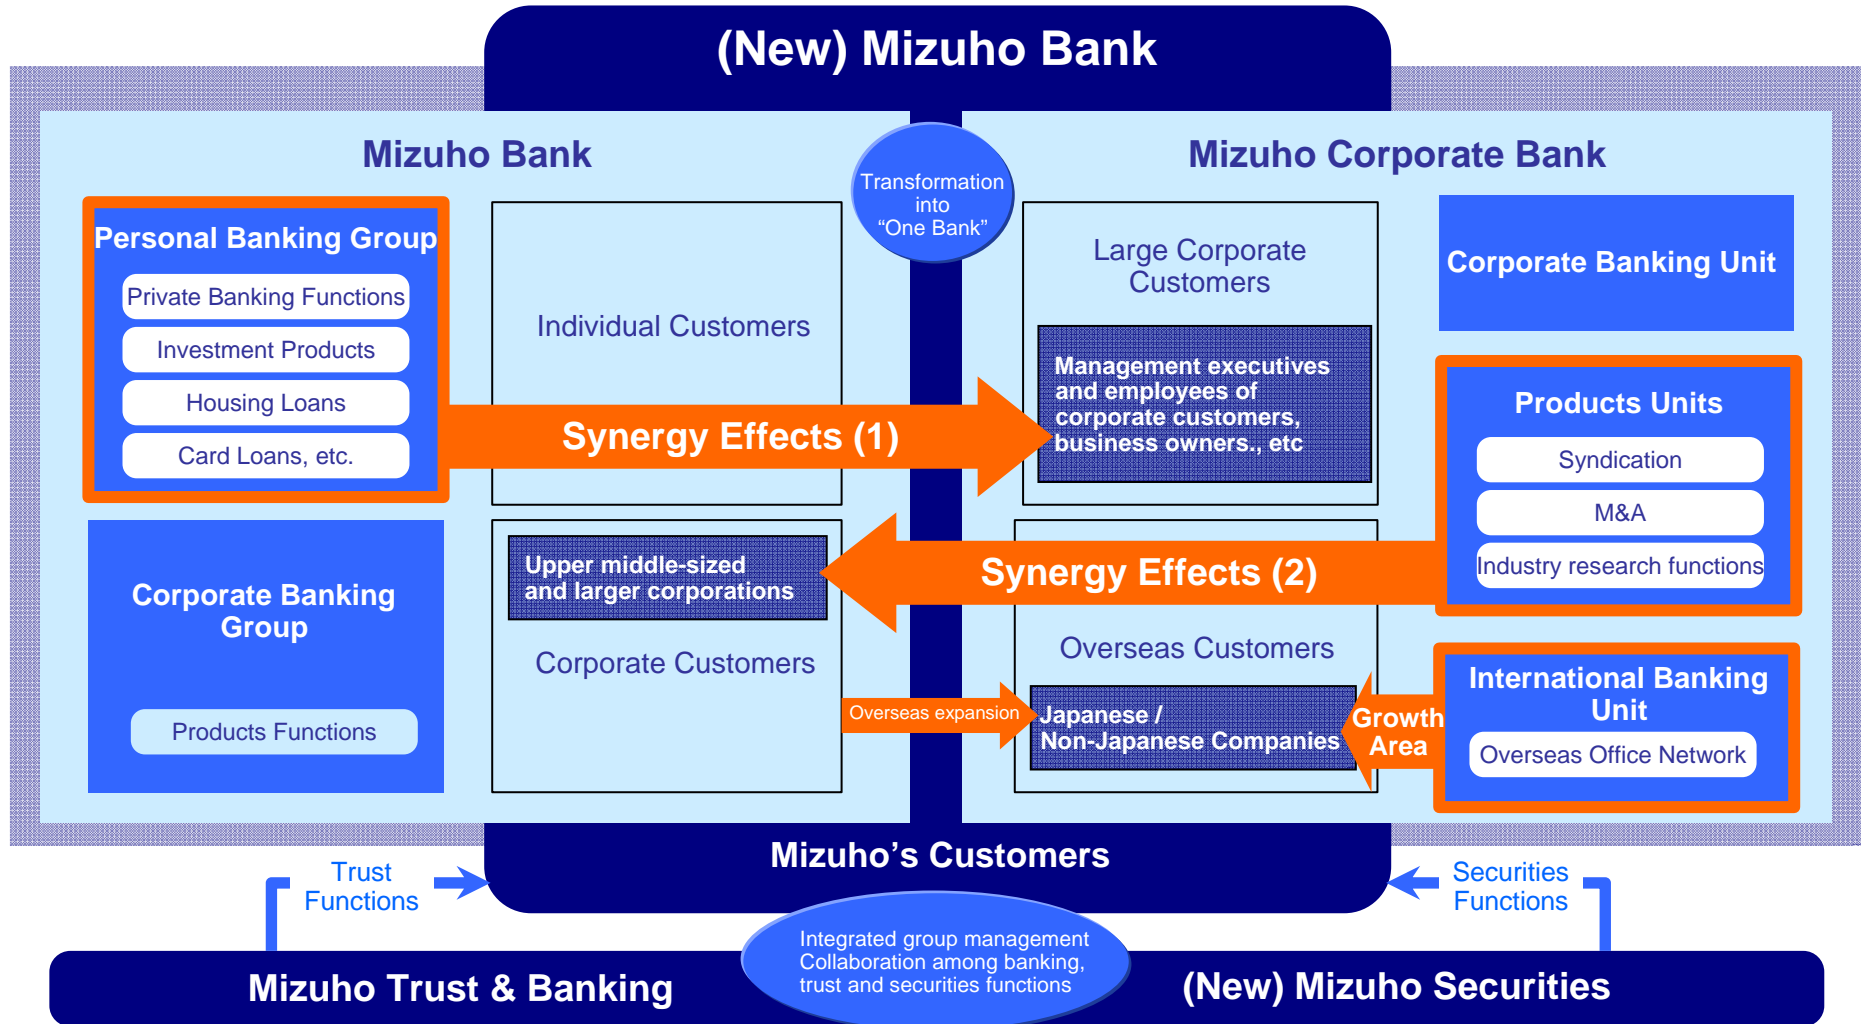 (New) Mizuho Bank
Mizuho Bank
Mizuho Corporate Bank
Transformation
into
“One Bank”
Personal Banking Group
Private Banking Functions
Investment Products
Housing Loans
Card Loans, etc.
Individual Customers
Large Corporate
Customers
Management executives
and employees of
corporate customers,
business owners., etc
Corporate Banking Unit
Synergy Effects (1)
Products Units
Syndication
M&A
Industry research functions
Corporate Banking
Group
Products Functions
Upper middle-sized
and larger corporations
Corporate Customers
Synergy Effects (2)
Overseas Customers
Overseas expansion
Japanese /
Non-Japanese Companies
Growth
Area
International Banking
Unit
Overseas Office Network
Mizuho’s Customers
Trust
Functions
Securities
Functions
Integrated group management
Collaboration among banking,
trust and securities functions
Mizuho Trust & Banking
(New) Mizuho Securities